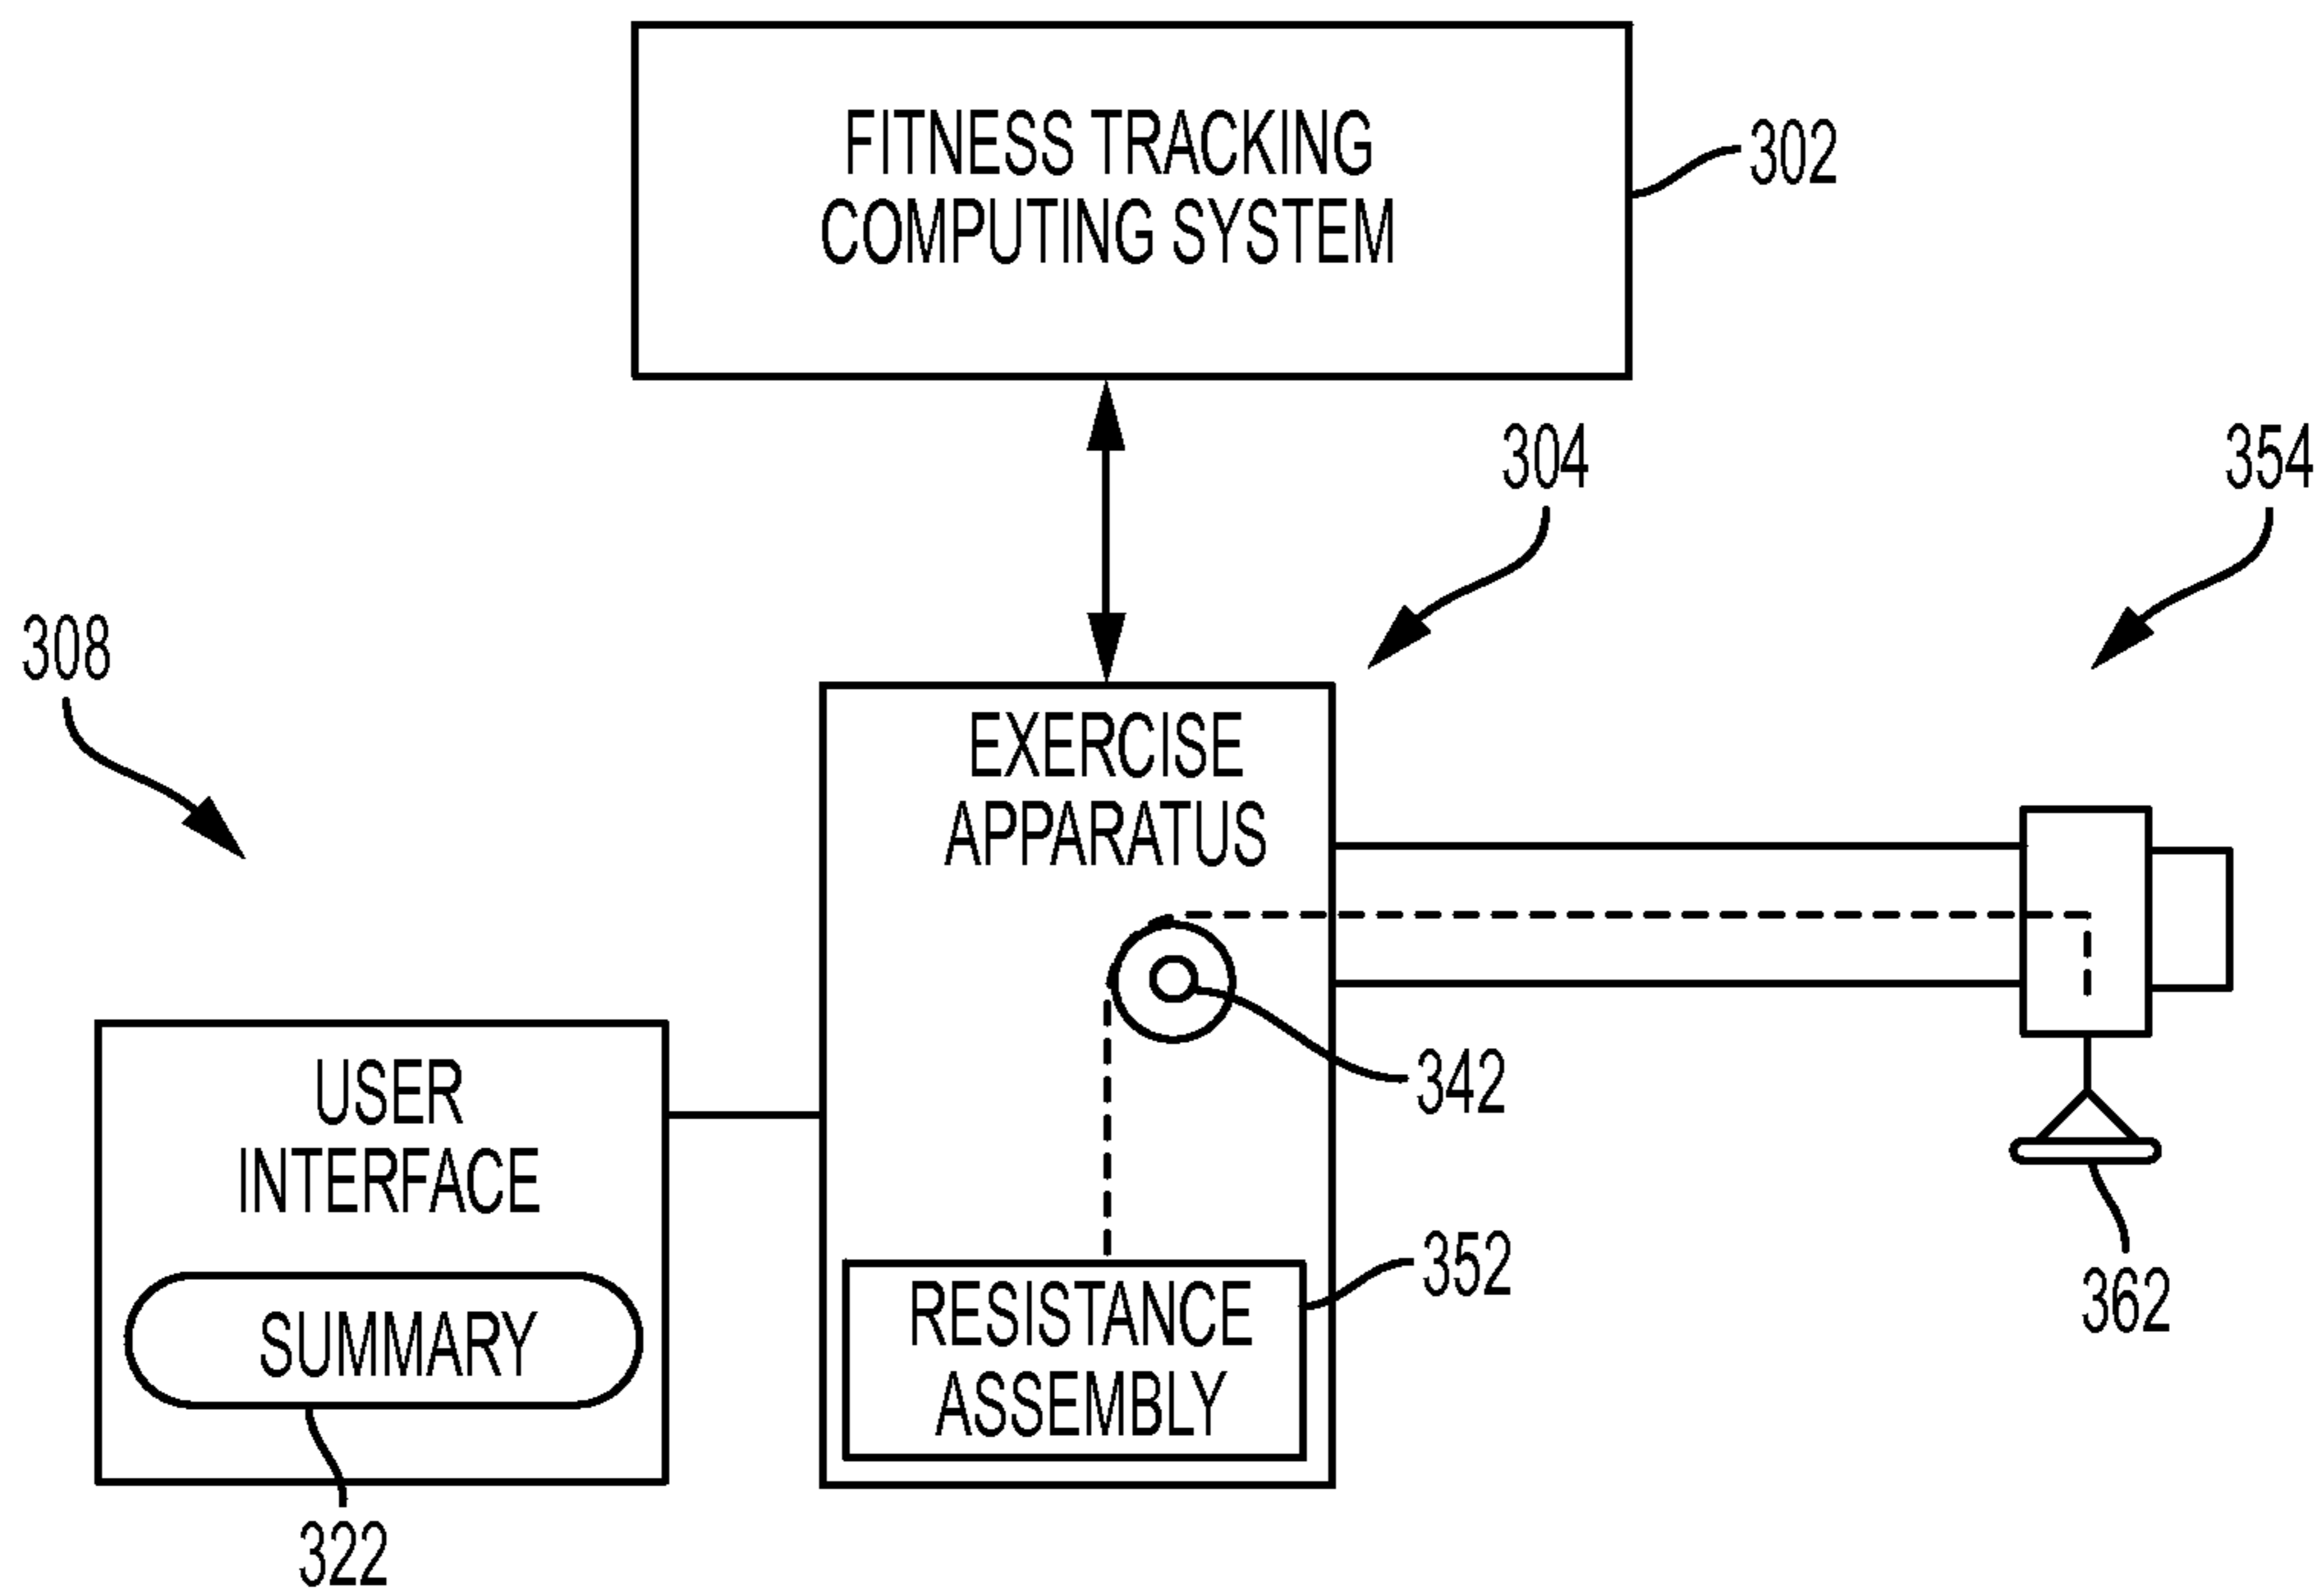 FITNESS TRACKING
COMPUTING SYSTEM
302
304
354
308
EXERCISE
APPARATUS
342
USER
INTERFACE
SUMMARY
322
RESISTANCE
ASSEMBLY
352
362